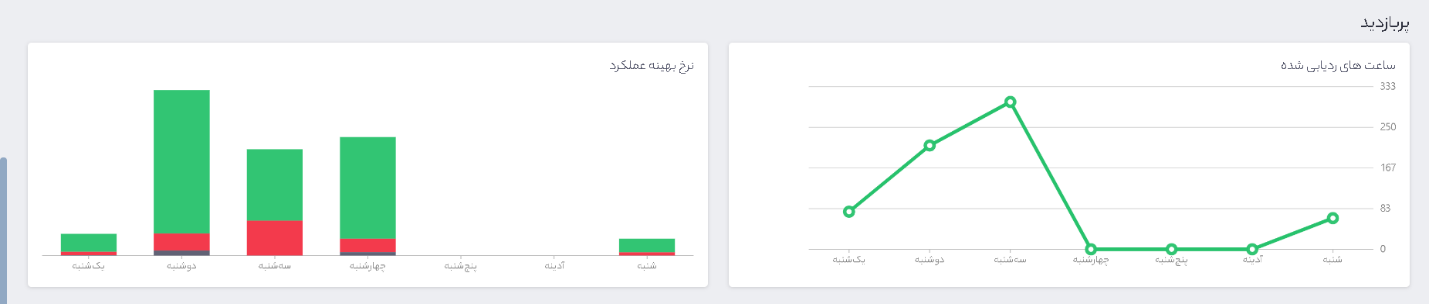 پربازدید
ساعت های ردیابی شده
333
250
167
83
0
شنبه آدینه پنج‌شنبه چهارشنبه سه‌شنبه دوشنبه یک‌شنبه
نرخ بهینه عملکرد
شنبه آدینه پنج‌شنبه چهارشنبه سه‌شنبه دوشنبه یک‌شنبه